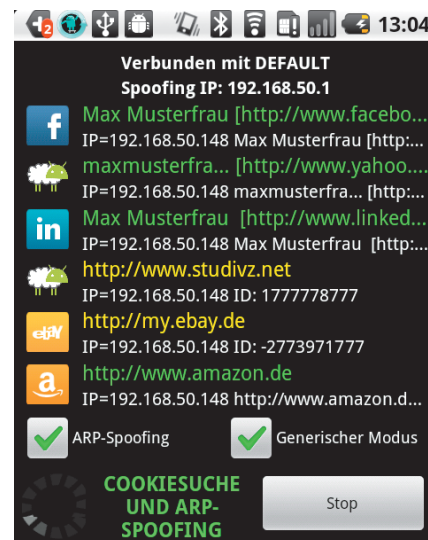 2
13:04
Verbunden mit DEFAULT
Spoofing IP: 192.168.50.1
f
Max Musterfrau [http://www.facebo...
IP=192.168.50.148 Max Musterfrau [http:...
maxmusterfra... [http://www.yahoo....
IP=192.168.50.148 maxmusterfra... [http:...
in
Max Musterfrau [http://www.linked...
IP=192.168.50.148 Max Musterfrau [http:...
http://www.studivz.net
IP=192.168.50.148 ID: 1777778777
ebY
http://my.ebay.de
IP=192.168.50.148 ID: -2773971777
a
http://www.amazon.de
IP=192.168.50.148 http://www.amazon.d...
ARP-Spoofing
Generischer Modus
COOKIESUCHE
UND ARP-
SPOOFING
Stop